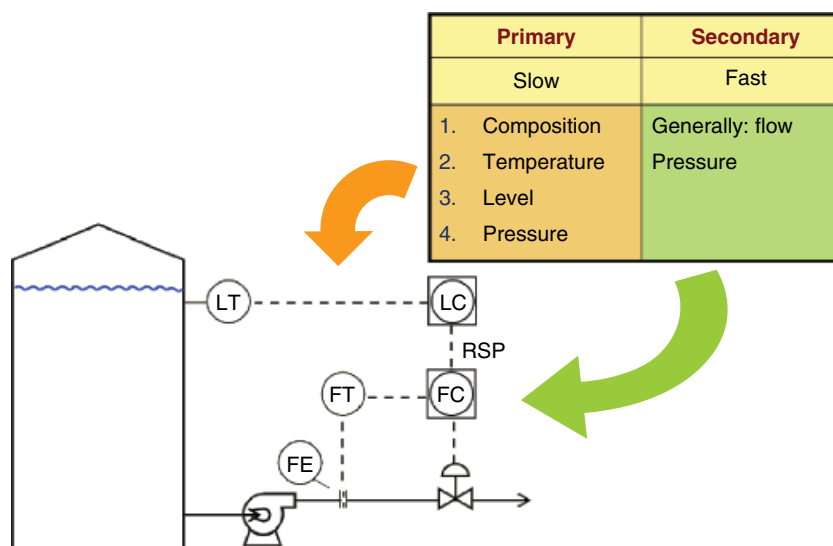 Primary Secondary
Slow Fast
1. Composition Generally: flow
2. Temperature Pressure
3. Level
4. Pressure
LT LC
RSP
FT FC
FE